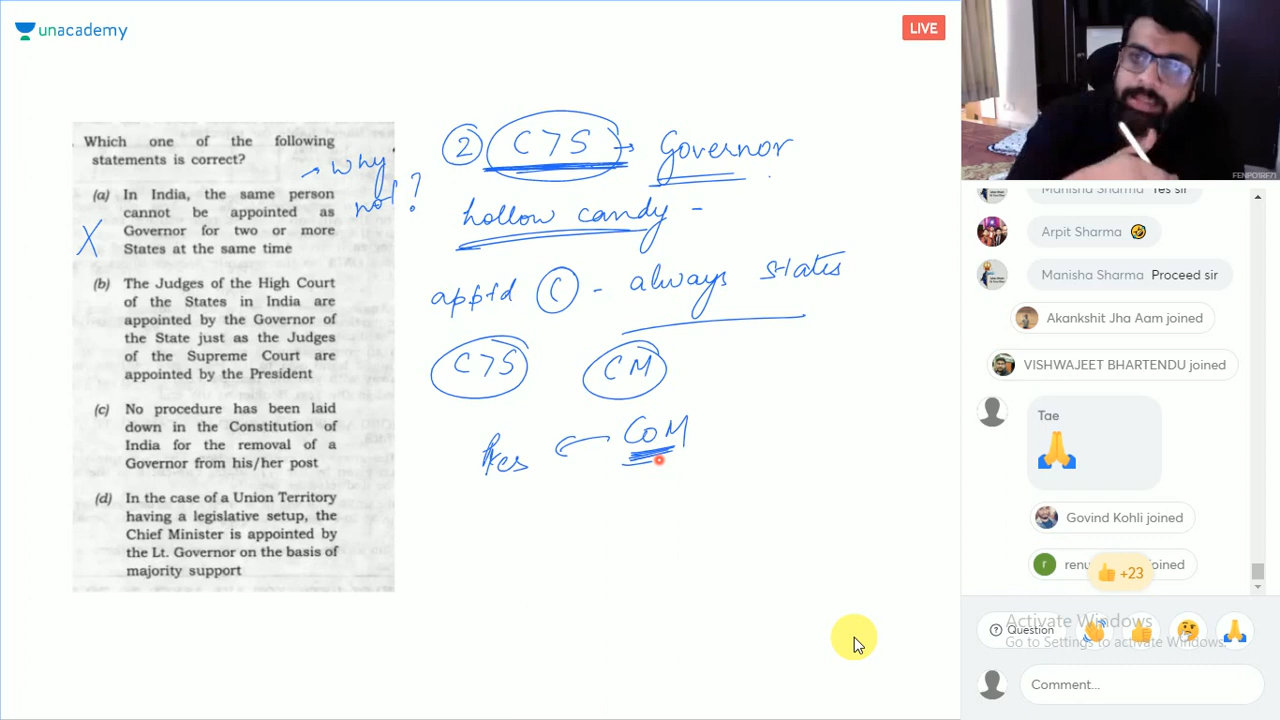 unacademy
LIVE
Which one of the following
statements is correct?
(a) In India, the same person
cannot be appointed as
Governor for two or more
States at the same time
(b) The Judges of the High Court
of the States in India are
appointed by the Governor of
the State just as the Judges
of the Supreme Court are
appointed by the President
(c) No procedure has been laid
down in the Constitution of
India for the removal of a
Governor from his/her post
(d) In the case of a Union Territory
having a legislative setup, the
Chief Minister is appointed by
the Lt. Governor on the basis of
majority support
→ why
not?
X
② C>S → Governor
hollow candy -
apptd C - always states
C>S CM
CoM
FENPO1RF71
Manisha Sharma Yes sir
Arpit Sharma 🤣
Manisha Sharma Proceed sir
Akankshit Jha Aam joined
VISHWAJEET BHARTENDU joined
Tae
🙏
Govind Kohli joined
👍 +23
Activate Windows
Go to Settings to activate Windows.
Question
Comment...